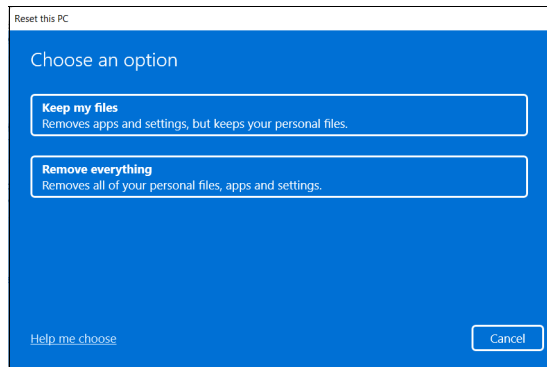 Reset this PC
Choose an option
Keep my files
Removes apps and settings, but keeps your personal files.
Remove everything
Removes all of your personal files, apps and settings.
Help me choose
Cancel